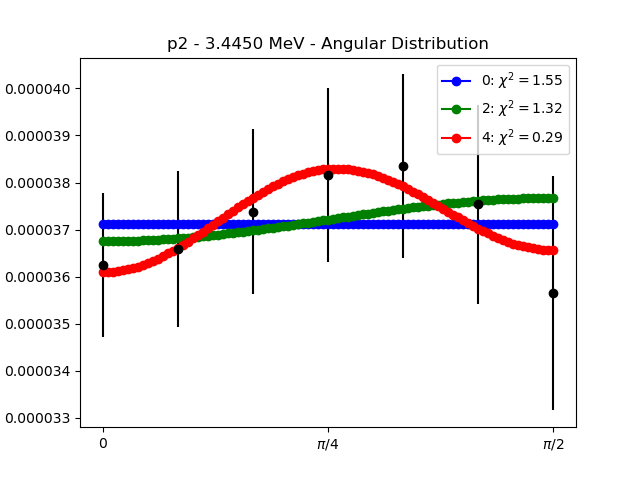 p2 - 3.4450 MeV - Angular Distribution
0.000040
0.000039
0.000038
0.000037
0.000036
0.000035
0.000034
0.000033
0: χ² = 1.55
2: χ² = 1.32
4: χ² = 0.29
0 π/4 π/2